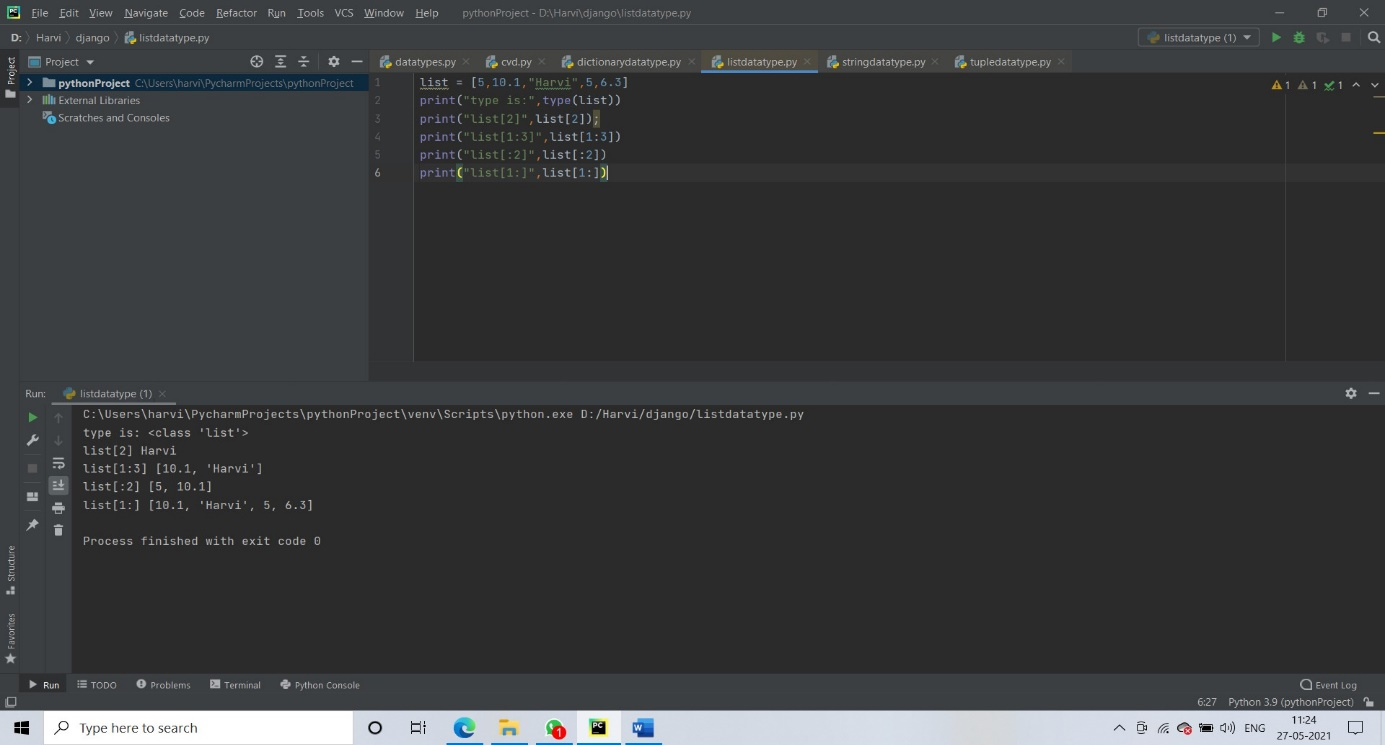 File Edit View Navigate Code Refactor Run Tools VCS Window Help pythonProject - D:\Harvi\django\listdatatype.py
D: Harvi django listdatatype.py listdatatype (1)
Project datatypes.py cvd.py dictionarydatatype.py listdatatype.py stringdatatype.py tupledatatype.py
Project
pythonProject C:\Users\harvi\PycharmProjects\pythonProject
External Libraries
Scratches and Consoles
1 list = [5,10.1,"Harvi",5,6.3]
2 print("type is:",type(list))
3 print("list[2]",list[2]);
4 print("list[1:3]",list[1:3])
5 print("list[:2]",list[:2])
6 print("list[1:]",list[1:])
1 1 1
Run: listdatatype (1)
C:\Users\harvi\PycharmProjects\pythonProject\venv\Scripts\python.exe D:/Harvi/django/listdatatype.py
type is: <class 'list'>
list[2] Harvi
list[1:3] [10.1, 'Harvi']
list[:2] [5, 10.1]
list[1:] [10.1, 'Harvi', 5, 6.3]
Process finished with exit code 0
Structure
Favorites
Run TODO Problems Terminal Python Console Event Log
6:27 Python 3.9 (pythonProject)
Type here to search
1
PC
W
ENG
11:24
27-05-2021